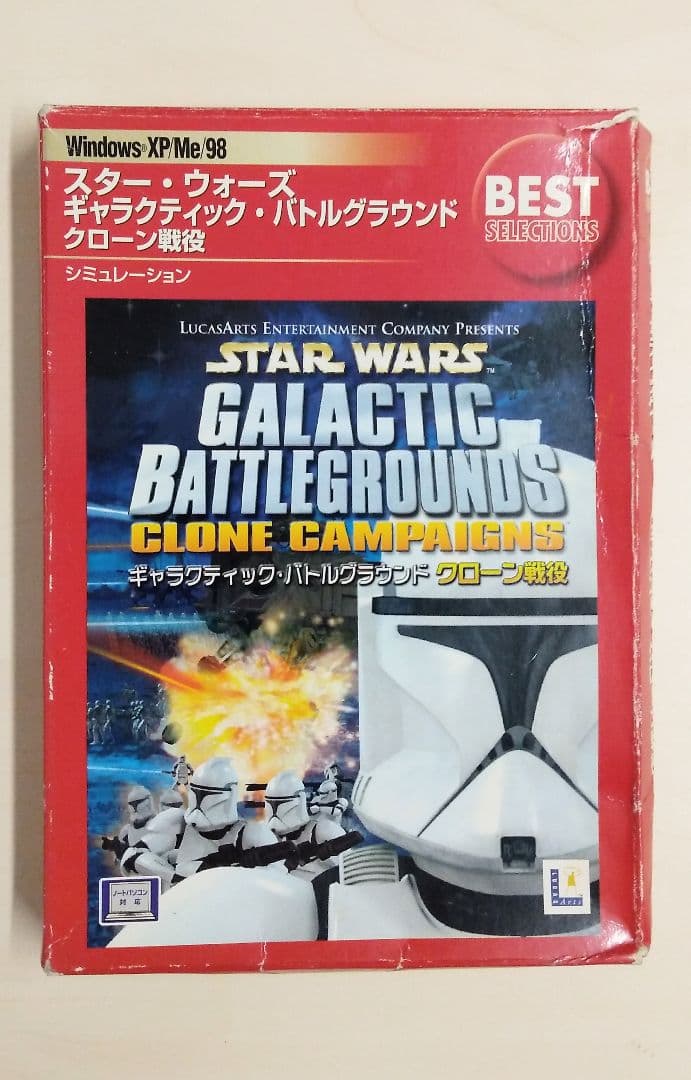 Windows® XP/Me/98
スター・ウォーズ
ギャラクティック・バトルグラウンド
クローン戦役
シミュレーション
BEST
SELECTIONS
LUCASARTS ENTERTAINMENT COMPANY PRESENTS
STAR WARS™
GALACTIC
BATTLEGROUNDS
CLONE CAMPAIGNS
ギャラクティック・バトルグラウンド クローン戦役
ノートパソコン
対応
LUCAS
Arts